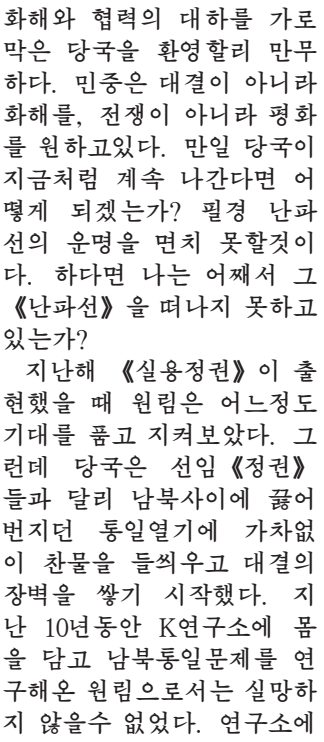 화해와 협력의 대하를 가로
막은 당국을 환영할리 만무
하다. 민중은 대결이 아니라
화해를, 전쟁이 아니라 평화
를 원하고있다. 만일 당국이
지금처럼 계속 나간다면 어
떻게 되겠는가? 필경 난파
선의 운명을 면치 못할것이
다. 하다면 나는 어째서 그
《난파선》을 떠나지 못하고
있는가?
지난해 《실용정권》이 출
현했을 때 원림은 어느정도
기대를 품고 지켜보았다. 그
런데 당국은 선임《정권》
들과 달리 남북사이에 끓어
번지던 통일열기에 가차없
이 찬물을 들씌우고 대결의
장벽을 쌓기 시작했다. 지
난 10년동안 K연구소에 몸
을 담고 남북통일문제를 연
구해온 원림으로서는 실망하
지 않을수 없었다. 연구소에